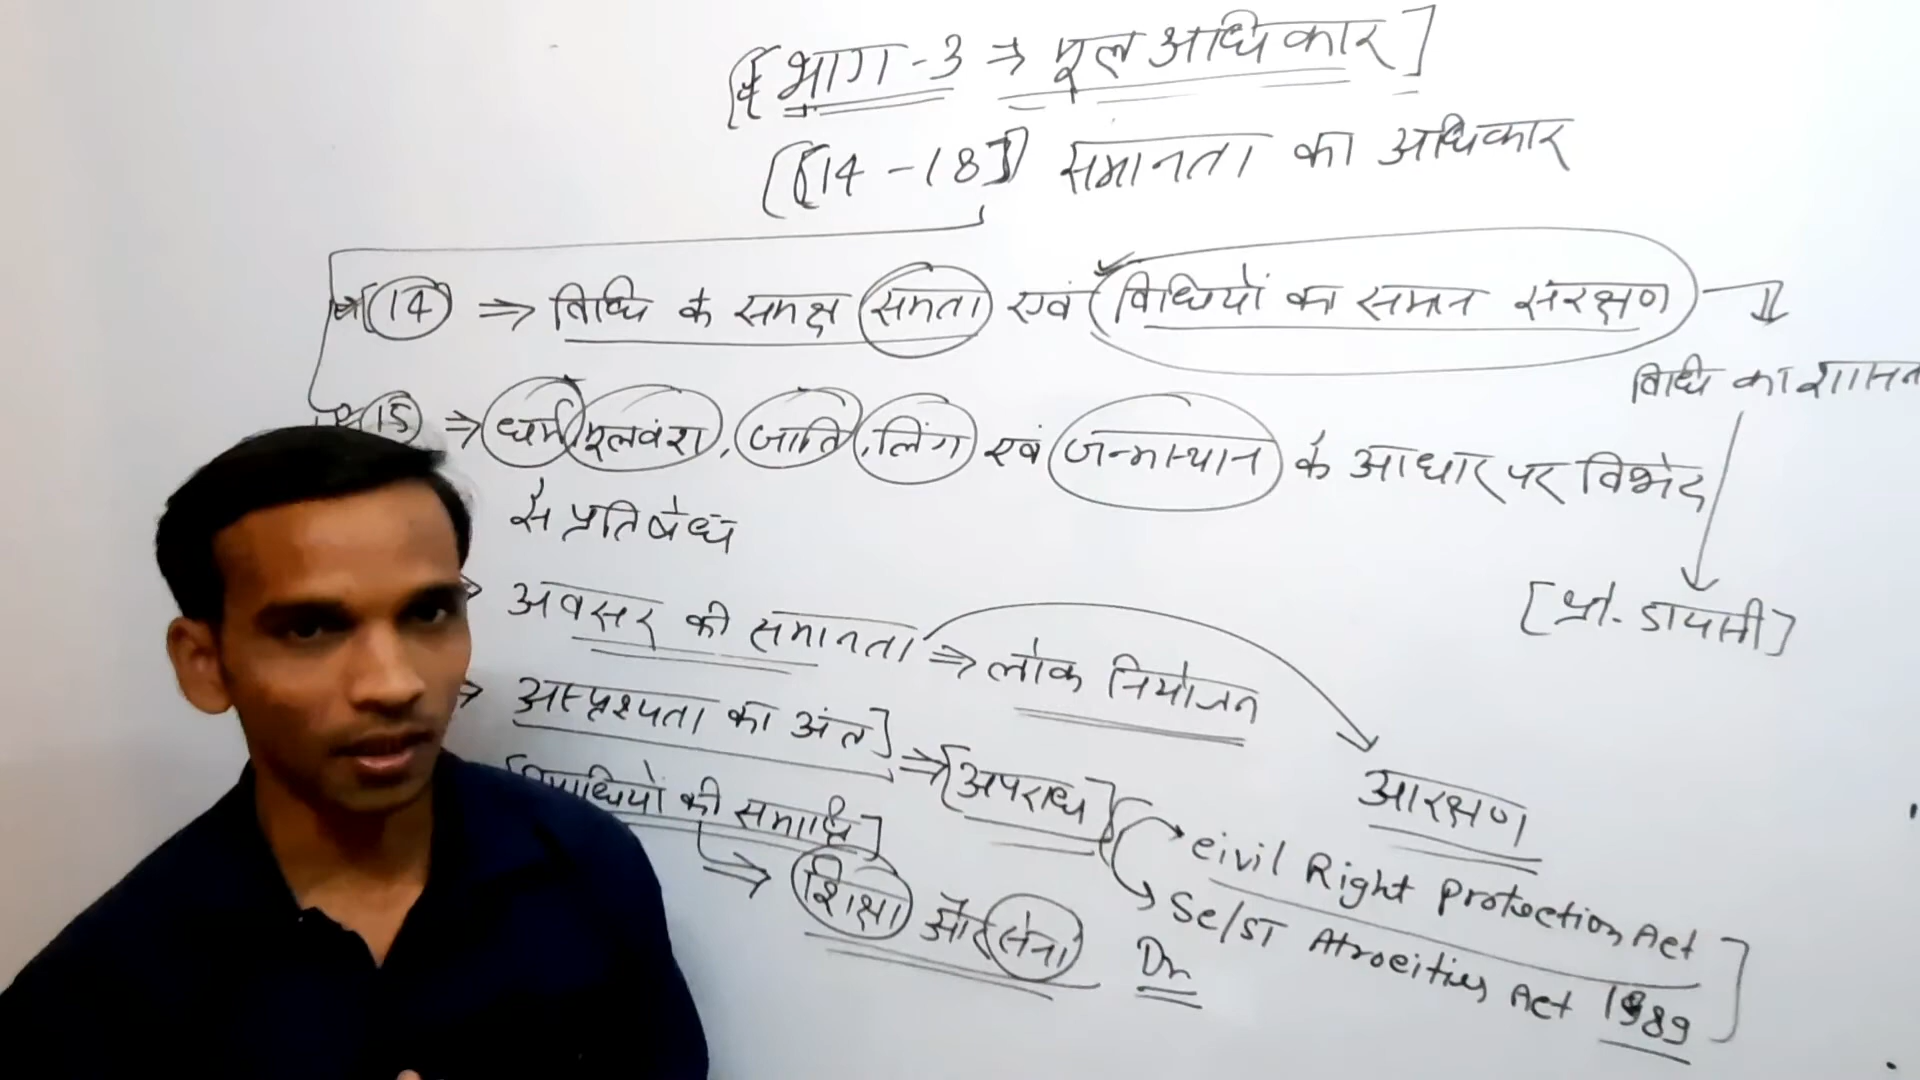 [भाग-3 ⇒ मूल अधिकार]
[14-18] समानता का अधिकार
[14 ⇒ विधि के समक्ष समता एवं विधियों का समान संरक्षण →
विधि का शासन
[प्रो. डायसी]
15 ⇒ धर्म, मूलवंश, जाति, लिंग एवं जन्मस्थान के आधार पर विभेद
से प्रतिषेध
अवसर की समानता ⇒ लोक नियोजन
आरक्षण
अस्पृश्यता का अंत] ⇒ [अपराध]
civil Right Protection Act
Sc/ST Atrocities Act 1989
की समाप्ति]
⇒ शिक्षा और सेना
Dr